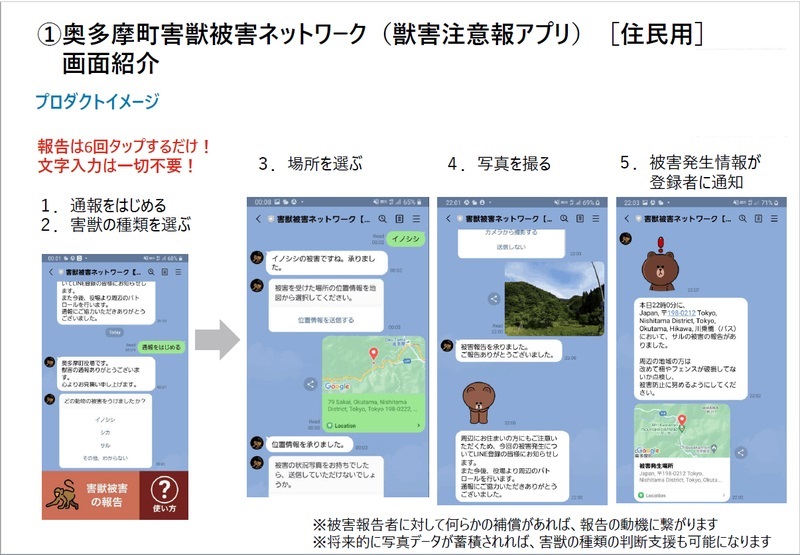 ①奥多摩町害獣被害ネットワーク（獣害注意報アプリ）　［住民用］
画面紹介
プロダクトイメージ
報告は6回タップするだけ！
文字入力は一切不要！
1．通報をはじめる
2．害獣の種類を選ぶ
00:01
68%
害獣被害ネットワーク【...
いてLINE登録の皆様にお知らせします。
また今後、役場より周辺のパトロールを行います。
通報にご協力いただきありがとうございました。
Today
通報をはじめる
奥多摩町役場です。
獣害の通報ありがとうございます。
心よりお見舞い申し上げます。
どの動物の被害をうけましたか？
イノシシ
シカ
サル
その他、わからない
害獣被害
の報告
?
使い方
3．場所を選ぶ
00:08
65%
害獣被害ネットワーク【...
Read
00:02
イノシシ
イノシシの被害ですね。承りました。
00:02
被害を受けた場所の位置情報を地図から選択してください。
位置情報を送信する
00:03
Google
79 Sakai, Okutama, Nishitama District, Tokyo, Tokyo 198-0222, ...
Location
位置情報を承りました。
被害の状況写真をお持ちでしたら、送信していただけないでしょうか。
4．写真を撮る
22:01
69%
害獣被害ネットワーク【...
カメラから撮影する
送信しない
被害報告を承りました。
ご報告ありがとうございました。
周辺にお住まいの方にもご注意いただくため、今回の被害発生についてLINE登録の皆様にお知らせします。
また今後、役場より周辺のパトロールを行います。
通報にご協力いただきありがとうございました。
5．被害発生情報が
登録者に通知
22:03
71%
害獣被害ネットワーク【...
本日22時05分に、
Japan, 〒198-0212 Tokyo, Nishitama District, Tokyo, Okutama, Hikawa, 川乗橋（バス）において、サルの被害の報告がありました。
周辺の地域の方は
改めて柵やフェンスが破損してないか点検し、
被害防止に努めるようにしてください。
Google
被害発生場所
Japan, 〒198-0212 Tokyo, Nishitama District, Tokyo, Okuta...
Location
※被害報告者に対して何らかの補償があれば、報告の動機に繋がります
※将来的に写真データが蓄積されれば、害獣の種類の判断支援も可能になります